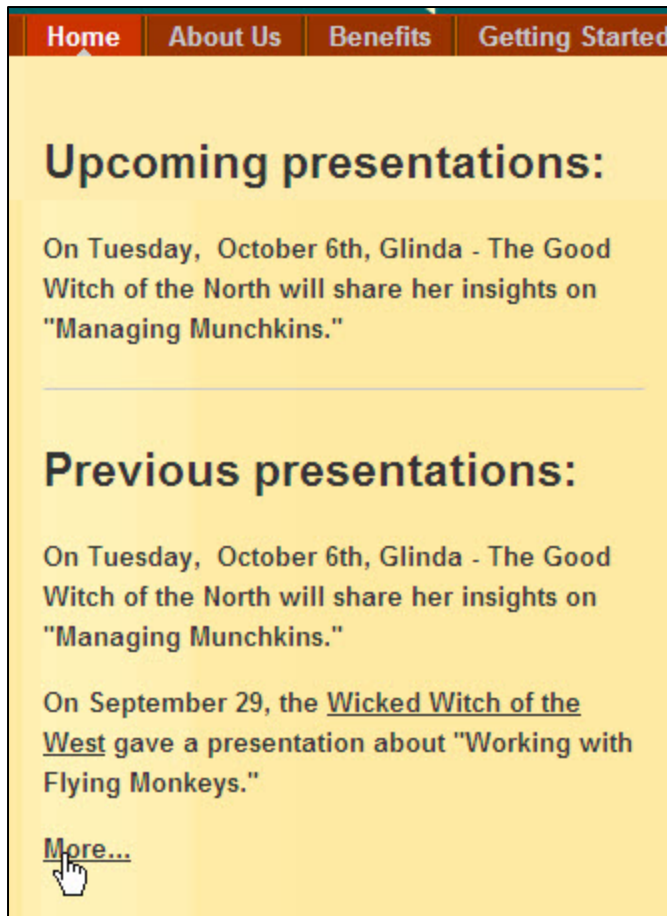 Home About Us Benefits Getting Started
Upcoming presentations:
On Tuesday,  October 6th, Glinda - The Good
Witch of the North will share her insights on
"Managing Munchkins."
Previous presentations:
On Tuesday,  October 6th, Glinda - The Good
Witch of the North will share her insights on
"Managing Munchkins."
On September 29, the Wicked Witch of the
West gave a presentation about "Working with
Flying Monkeys."
More...